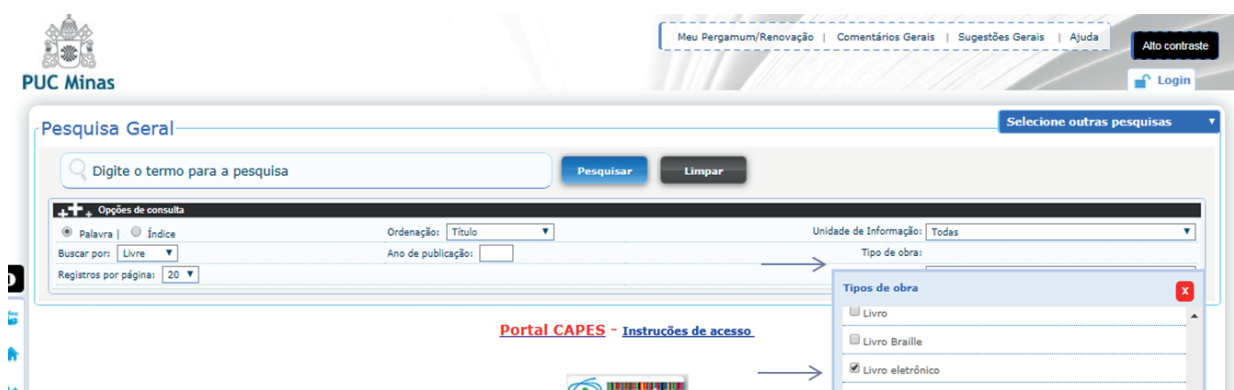 Meu Pergamum/Renovação | Comentários Gerais | Sugestões Gerais | Ajuda
Alto contraste
PUC Minas
Login
Pesquisa Geral
Selecione outras pesquisas
Digite o termo para a pesquisa
Pesquisar
Limpar
Opções de consulta
Palavra | Índice
Ordenação: Título
Unidade de Informação: Todas
Buscar por: Livre
Ano de publicação:
Tipo de obra:
Registros por página: 20
Tipos de obra
x
Livro
Portal CAPES - Instruções de acesso
Livro Braille
Livro eletrônico